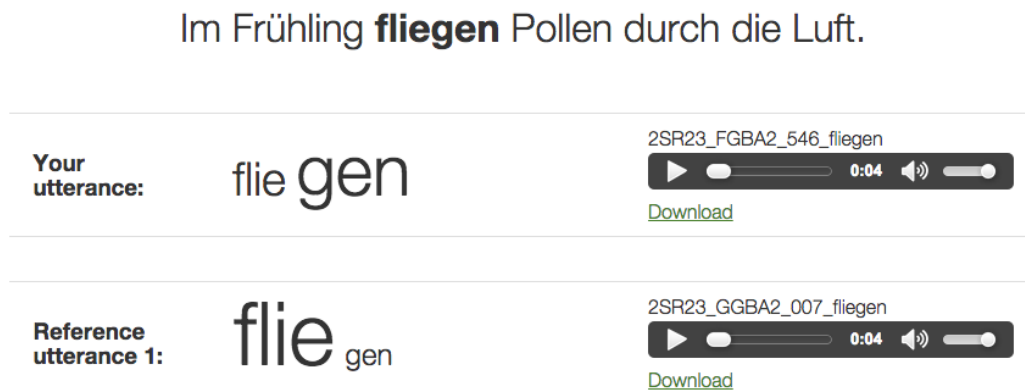 Im Frühling fliegen Pollen durch die Luft.
Your
utterance:
flie gen
2SR23_FGBA2_546_fliegen
0:04
Download
Reference
utterance 1:
flie gen
2SR23_GGBA2_007_fliegen
0:04
Download